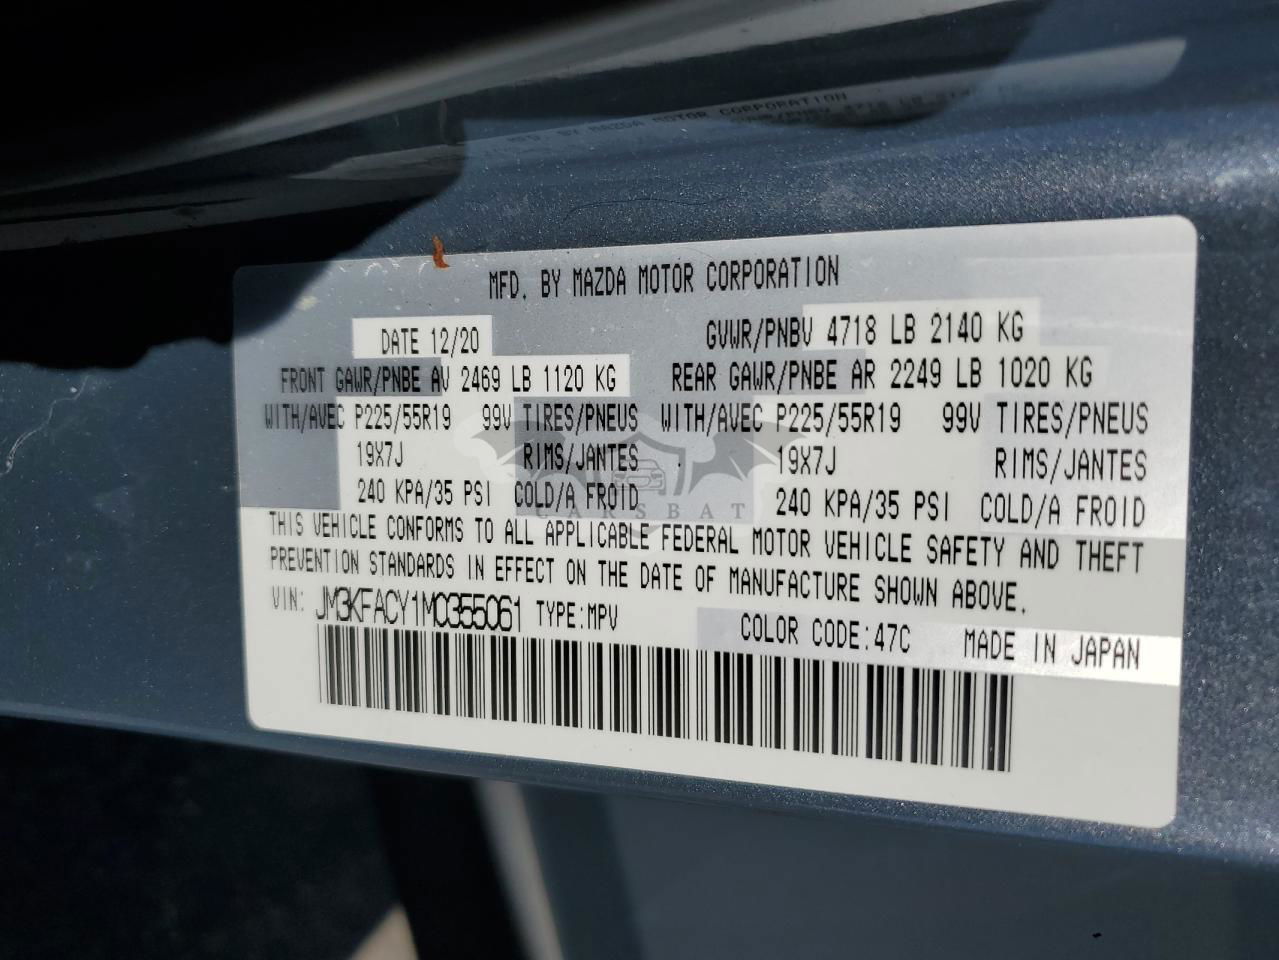 MFD. BY MAZDA MOTOR CORPORATION
DATE 12/20 GVWR/PNBV 4718 LB 2140 KG
FRONT GAWR/PNBE AV 2469 LB 1120 KG REAR GAWR/PNBE AR 2249 LB 1020 KG
WITH/AVEC P225/55R19 99V TIRES/PNEUS WITH/AVEC P225/55R19 99V TIRES/PNEUS
19X7J RIMS/JANTES 19X7J RIMS/JANTES
240 KPA/35 PSI COLD/A FROID 240 KPA/35 PSI COLD/A FROID
CARSBAT
THIS VEHICLE CONFORMS TO ALL APPLICABLE FEDERAL MOTOR VEHICLE SAFETY AND THEFT
PREVENTION STANDARDS IN EFFECT ON THE DATE OF MANUFACTURE SHOWN ABOVE.
VIN: JM3KFACY1M0355061 TYPE:MPV COLOR CODE:47C MADE IN JAPAN